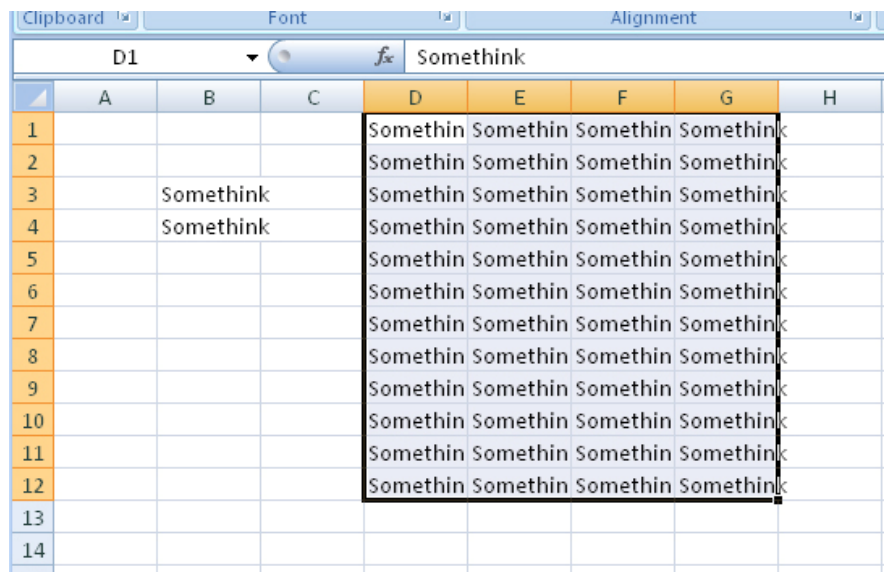 Clipboard Font Alignment
D1 fx Somethink
A B C D E F G H
1 Somethin Somethin Somethin Somethink
2 Somethin Somethin Somethin Somethink
3 Somethink Somethin Somethin Somethin Somethink
4 Somethink Somethin Somethin Somethin Somethink
5 Somethin Somethin Somethin Somethink
6 Somethin Somethin Somethin Somethink
7 Somethin Somethin Somethin Somethink
8 Somethin Somethin Somethin Somethink
9 Somethin Somethin Somethin Somethink
10 Somethin Somethin Somethin Somethink
11 Somethin Somethin Somethin Somethink
12 Somethin Somethin Somethin Somethink
13
14